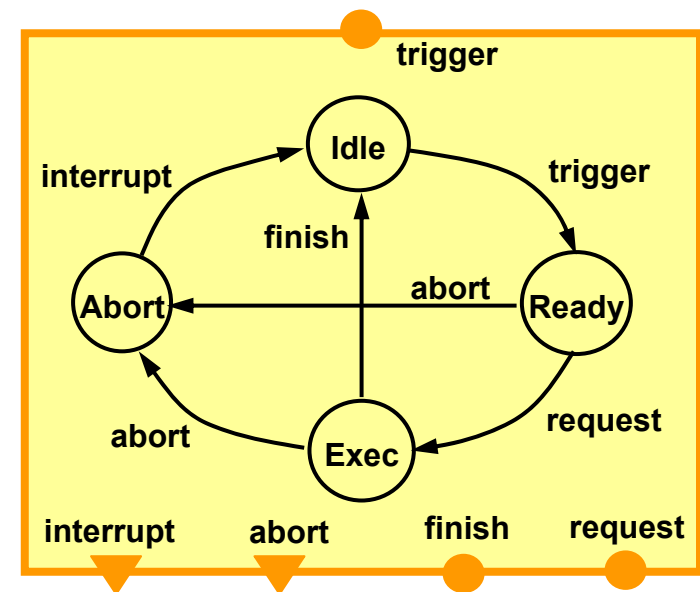 trigger
Idle
interrupt
trigger
finish
abort
Abort
Ready
abort
request
Exec
interrupt
abort
finish
request